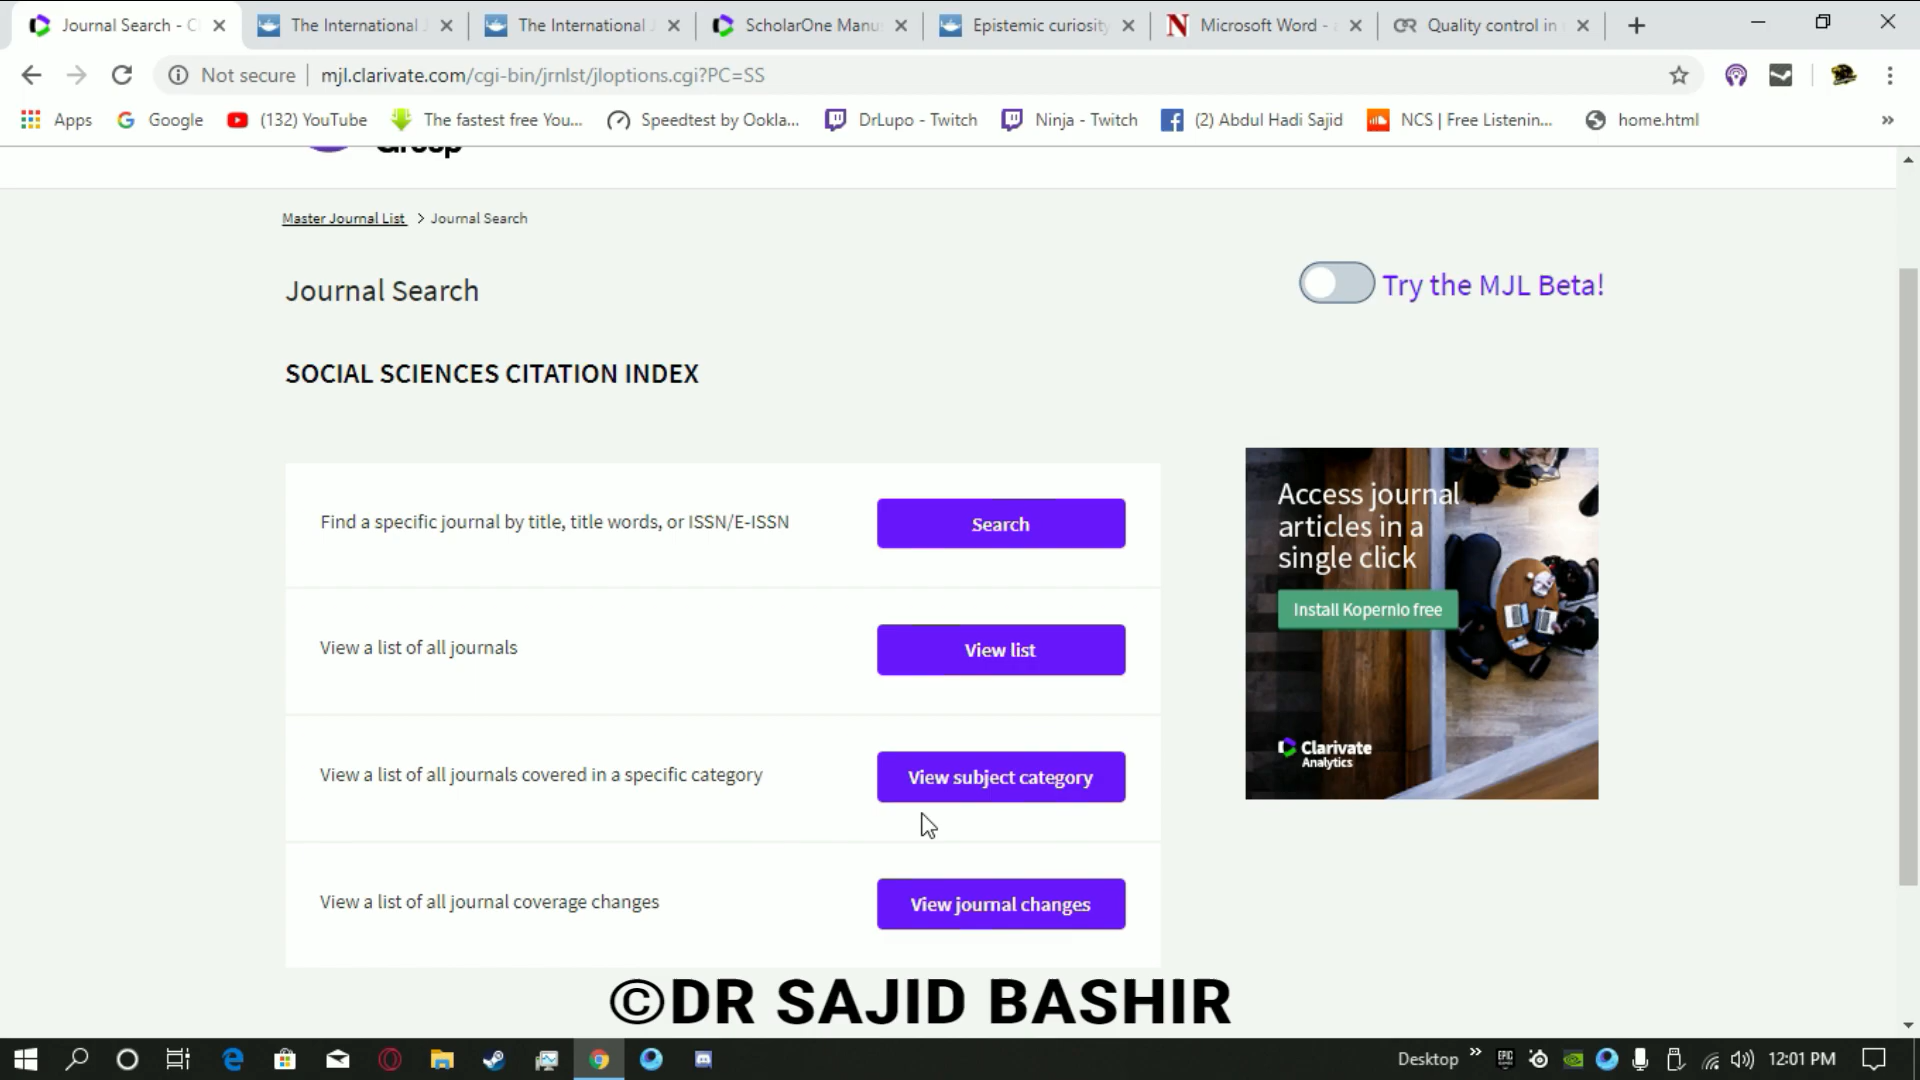 Journal Search - C
The International J
The International J
ScholarOne Manu
Epistemic curiosity
Microsoft Word -
Quality control in
Not secure
mjl.clarivate.com/cgi-bin/jrnlst/jloptions.cgi?PC=SS
Apps
Google
(132) YouTube
The fastest free You...
Speedtest by Ookla...
DrLupo - Twitch
Ninja - Twitch
(2) Abdul Hadi Sajid
NCS | Free Listenin...
home.html
»
Group
Master Journal List > Journal Search
Journal Search
Try the MJL Beta!
SOCIAL SCIENCES CITATION INDEX
Find a specific journal by title, title words, or ISSN/E-ISSN
Search
View a list of all journals
View list
View a list of all journals covered in a specific category
View subject category
View a list of all journal coverage changes
View journal changes
Access journal
articles in a
single click
Install Kopernio free
Clarivate
Analytics
©DR SAJID BASHIR
Desktop
»
EPIC
12:01 PM